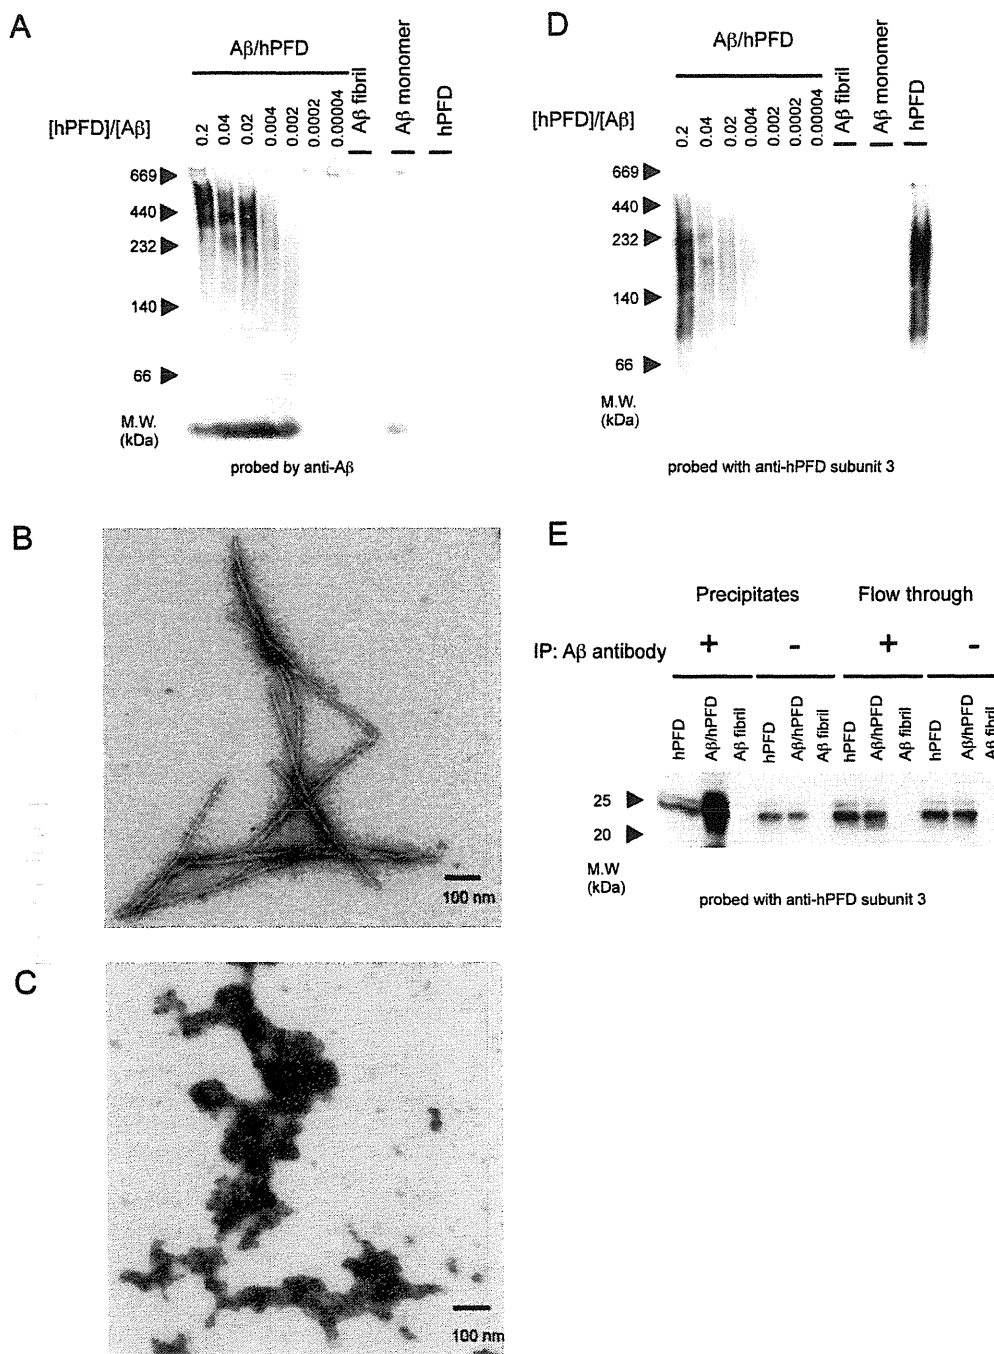 A
Aβ/hPFD
[hPFD]/[Aβ]
0.2
0.04
0.02
0.004
0.002
0.0002
0.00004
Aβ fibril
Aβ monomer
hPFD
669
440
232
140
66
M.W.
(kDa)
probed by anti-Aβ
D
Aβ/hPFD
[hPFD]/[Aβ]
0.2
0.04
0.02
0.004
0.002
0.0002
0.00004
Aβ fibril
Aβ monomer
hPFD
669
440
232
140
66
M.W.
(kDa)
probed with anti-hPFD subunit 3
B
100 nm
C
100 nm
E
Precipitates
Flow through
IP: Aβ antibody
+
-
+
-
hPFD
Aβ/hPFD
Aβ fibril
hPFD
Aβ/hPFD
Aβ fibril
hPFD
Aβ/hPFD
Aβ fibril
hPFD
Aβ/hPFD
Aβ fibril
25
20
M.W
(kDa)
probed with anti-hPFD subunit 3